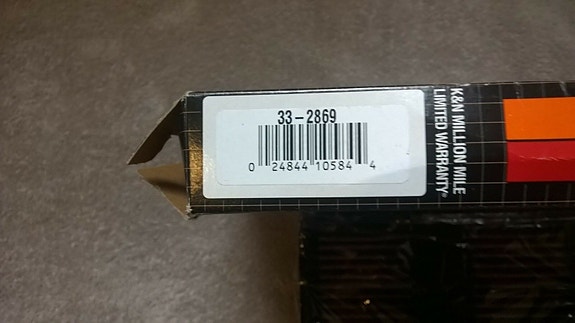 33-2869
0 24844 10584 4
K&N MILLION MILE
LIMITED WARRANTY®